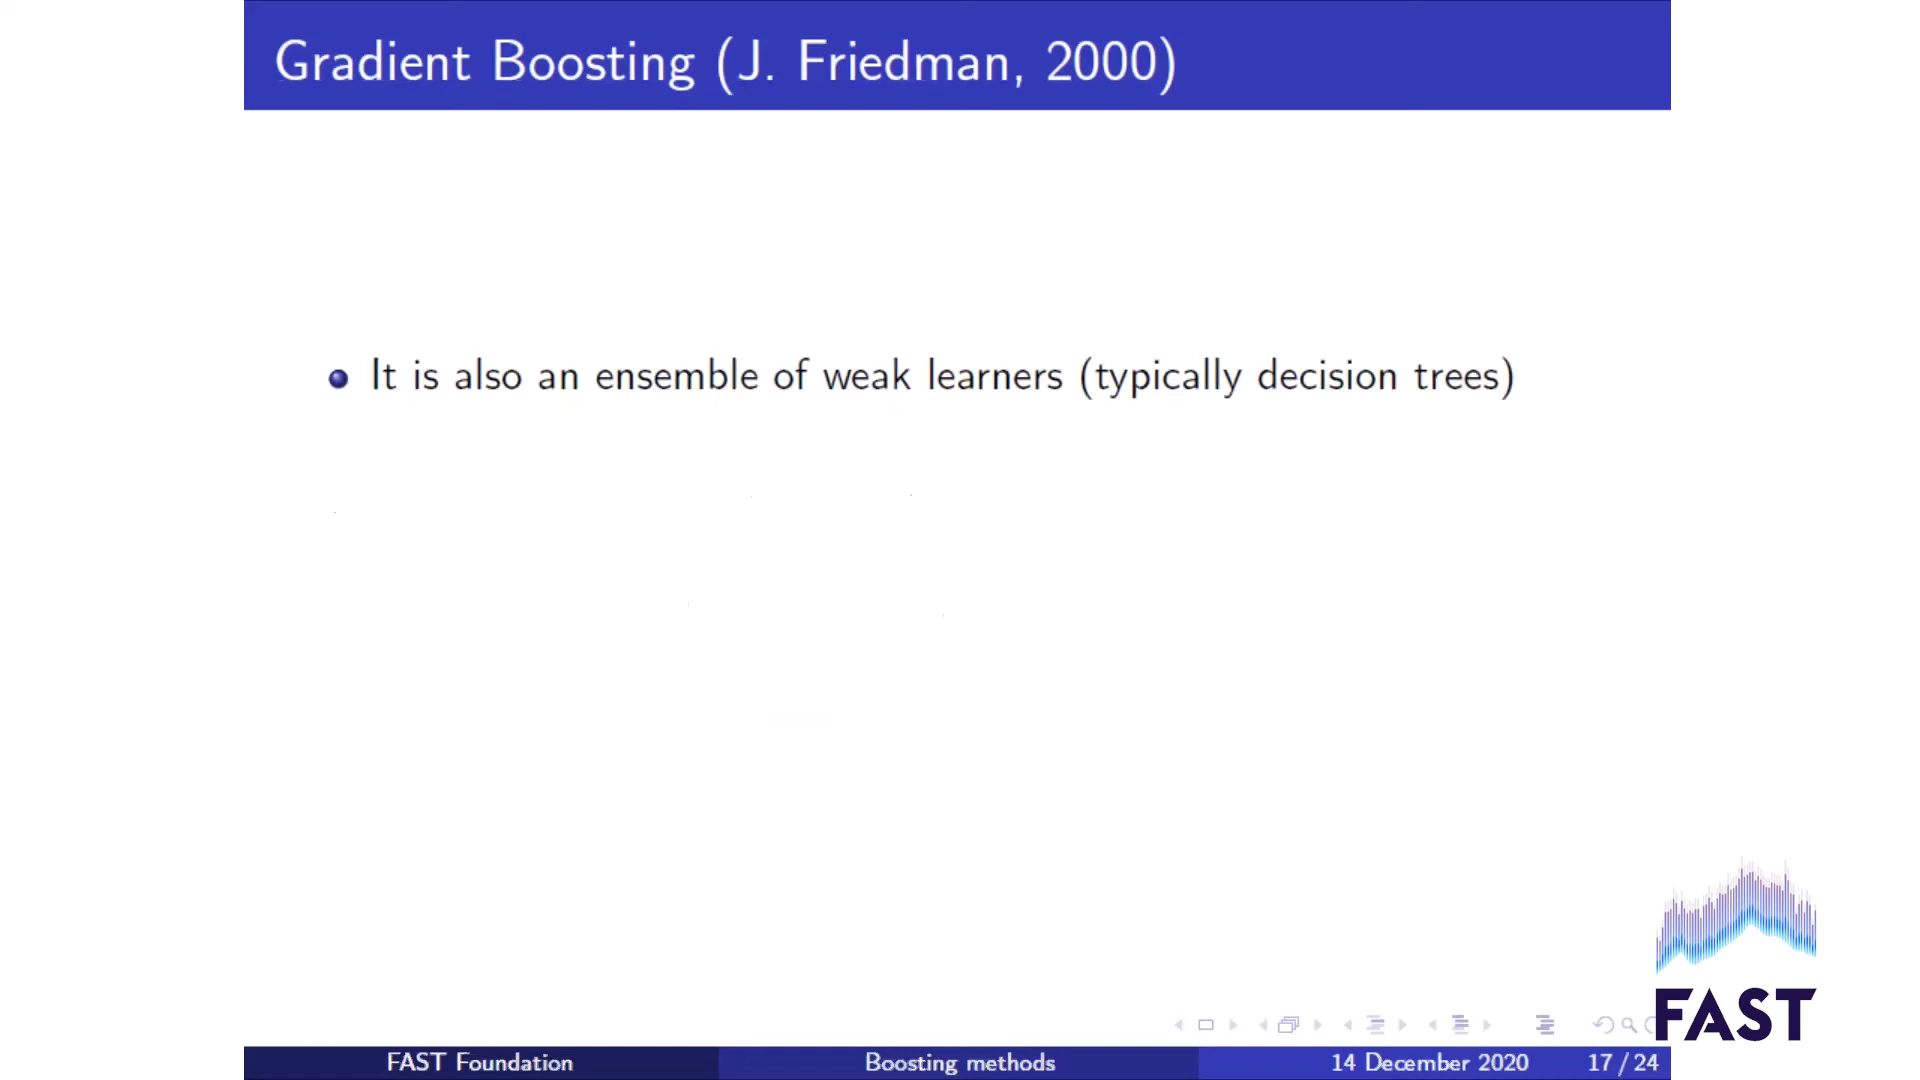 Gradient Boosting (J. Friedman, 2000)
It is also an ensemble of weak learners (typically decision trees)
FAST
FAST Foundation
Boosting methods
14 December 2020
17 / 24